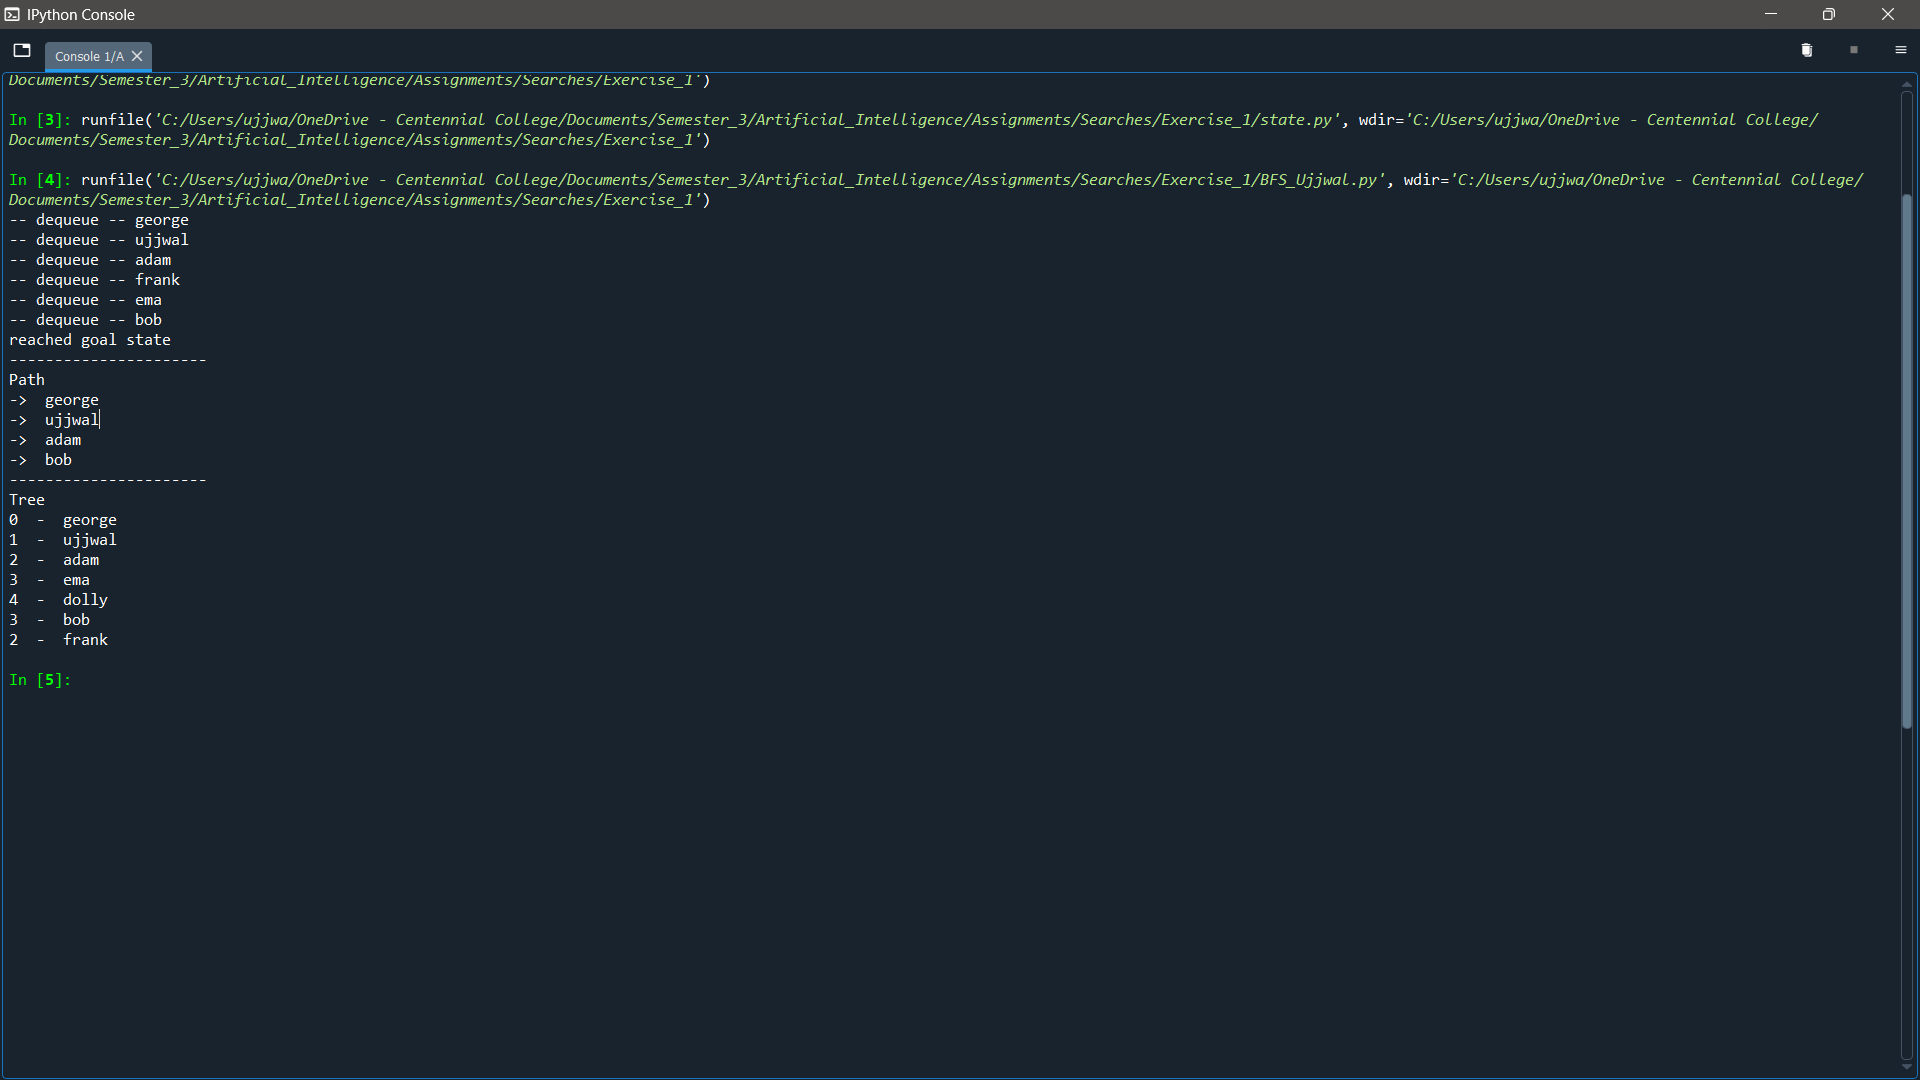 IPython Console
Console 1/A
Documents/Semester_3/Artificial_Intelligence/Assignments/Searches/Exercise_1')
In [3]: runfile('C:/Users/ujjwa/OneDrive - Centennial College/Documents/Semester_3/Artificial_Intelligence/Assignments/Searches/Exercise_1/state.py', wdir='C:/Users/ujjwa/OneDrive - Centennial College/
Documents/Semester_3/Artificial_Intelligence/Assignments/Searches/Exercise_1')
In [4]: runfile('C:/Users/ujjwa/OneDrive - Centennial College/Documents/Semester_3/Artificial_Intelligence/Assignments/Searches/Exercise_1/BFS_Ujjwal.py', wdir='C:/Users/ujjwa/OneDrive - Centennial College/
Documents/Semester_3/Artificial_Intelligence/Assignments/Searches/Exercise_1')
-- dequeue -- george
-- dequeue -- ujjwal
-- dequeue -- adam
-- dequeue -- frank
-- dequeue -- ema
-- dequeue -- bob
reached goal state
----------------------
Path
->  george
->  ujjwal
->  adam
->  bob
----------------------
Tree
0  -  george
1  -  ujjwal
2  -  adam
3  -  ema
4  -  dolly
3  -  bob
2  -  frank
In [5]: